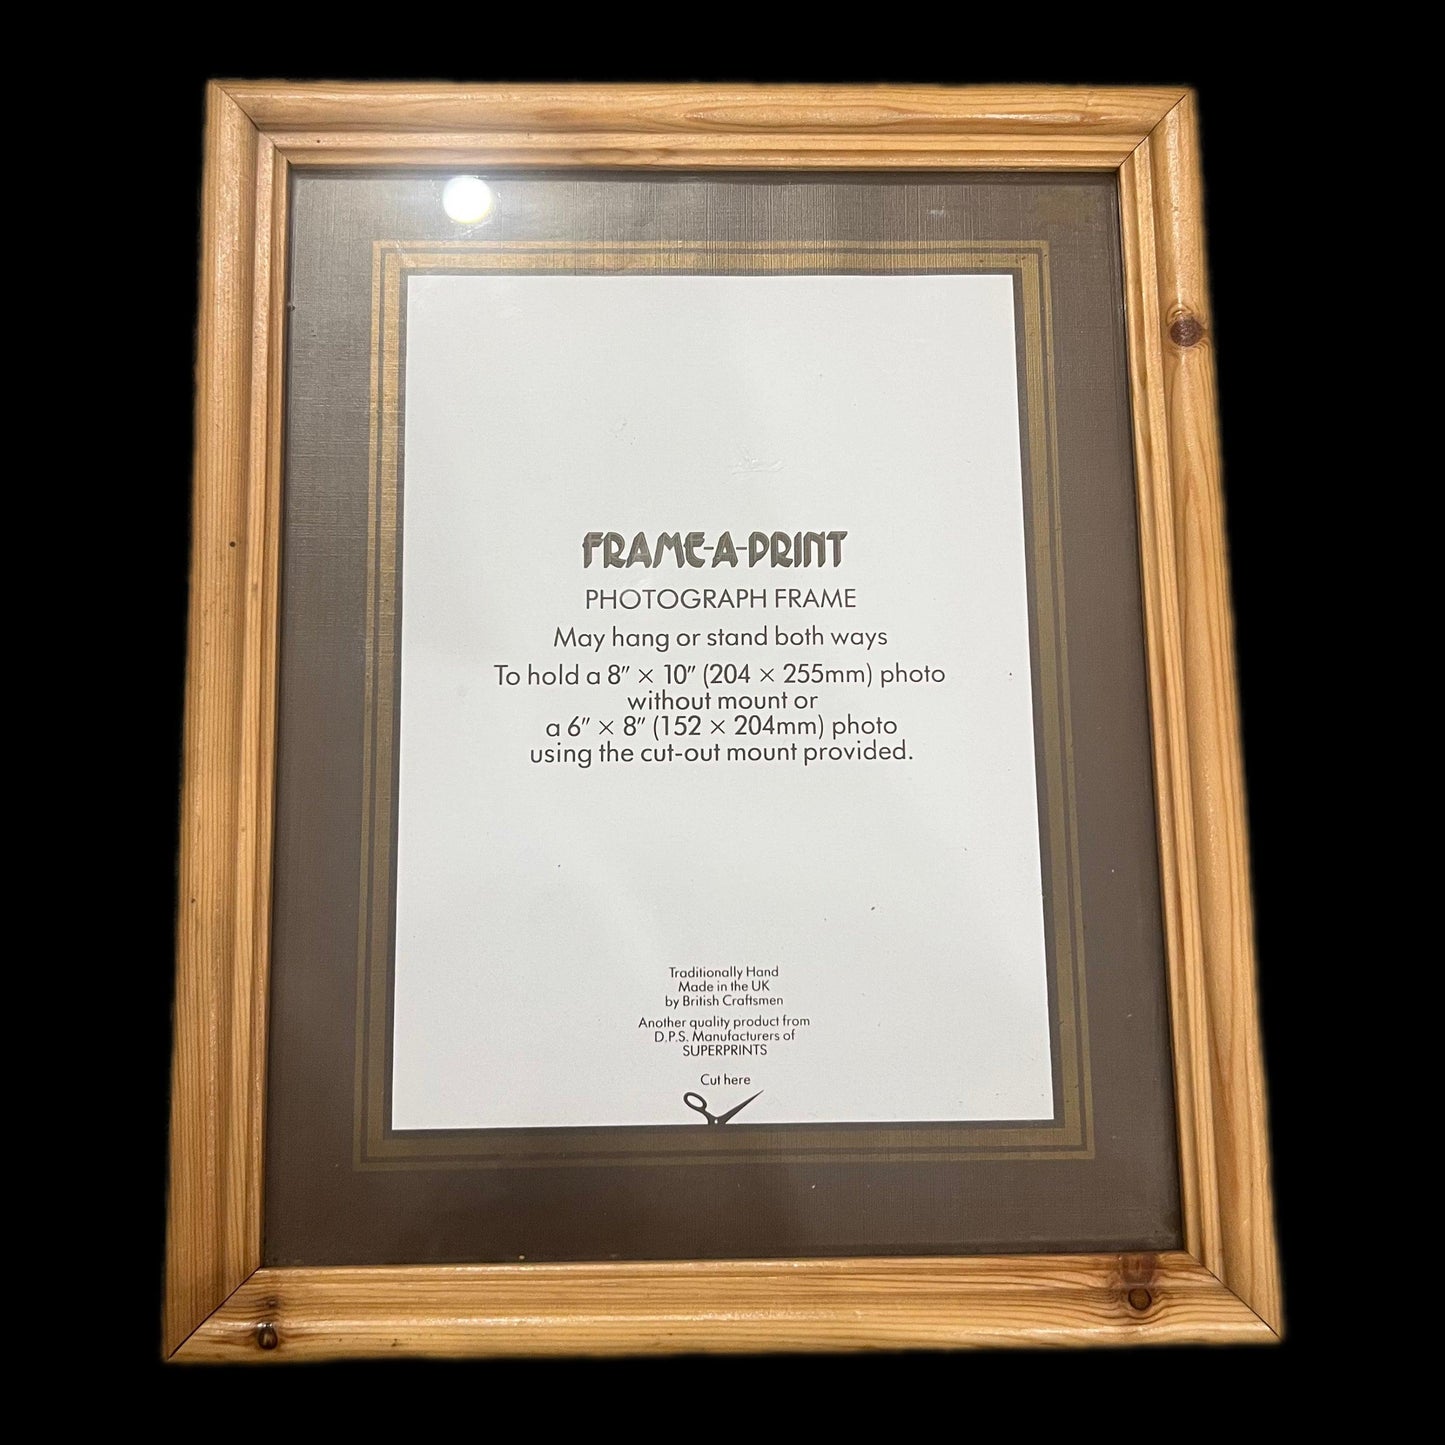 FRAME-A-PRINT
PHOTOGRAPH FRAME
May hang or stand both ways
To hold a 8″ × 10″ (204 × 255mm) photo
without mount or
a 6″ × 8″ (152 × 204mm) photo
using the cut-out mount provided.
Traditionally Hand
Made in the UK
by British Craftsmen
Another quality product from
D.P.S. Manufacturers of
SUPERPRINTS
Cut here